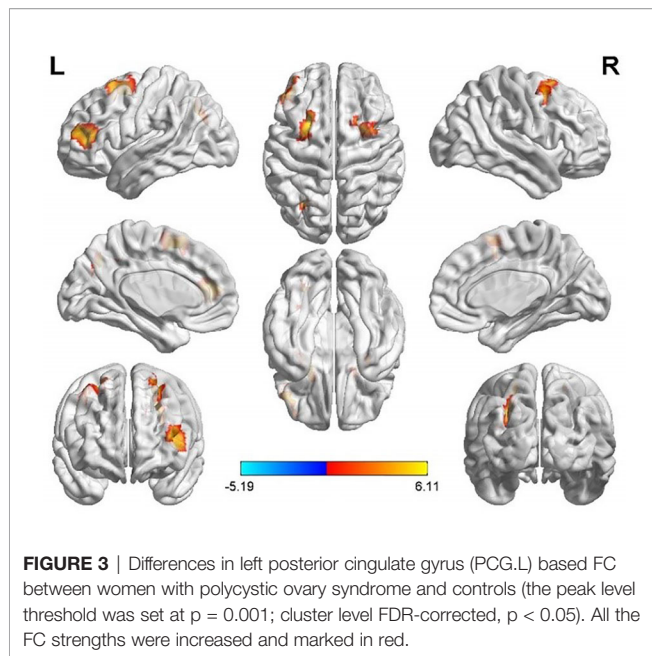 L
R
-5.19
6.11
FIGURE 3 | Differences in left posterior cingulate gyrus (PCG.L) based FC
between women with polycystic ovary syndrome and controls (the peak level
threshold was set at p = 0.001; cluster level FDR-corrected, p < 0.05). All the
FC strengths were increased and marked in red.